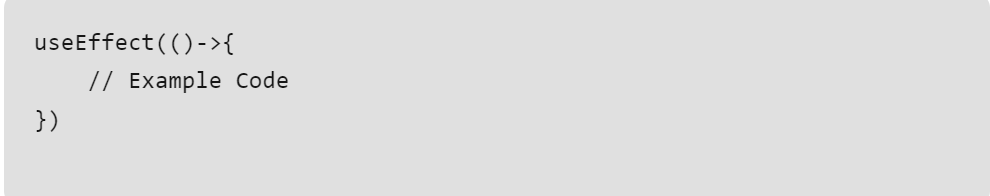 useEffect(()->{
    // Example Code
})